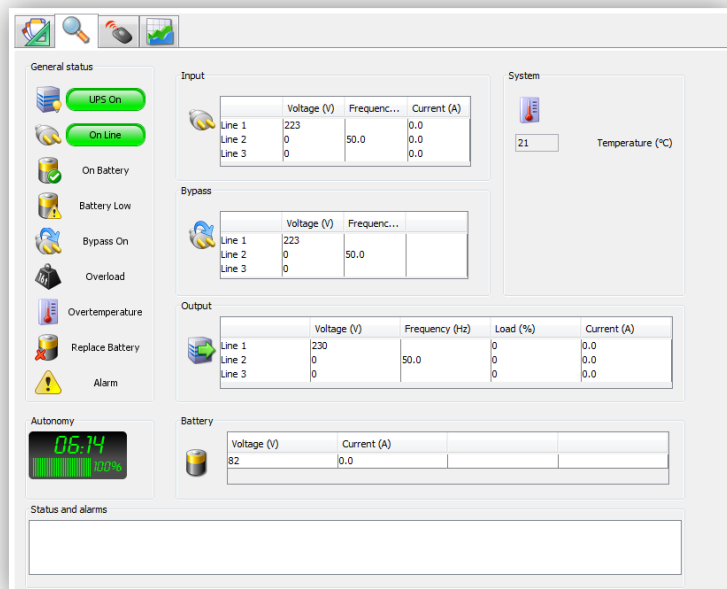 General status
UPS On
On Line
On Battery
Battery Low
Bypass On
Overload
Overtemperature
Replace Battery
Alarm
Input
Voltage (V) Frequenc... Current (A)
Line 1 223 0.0
Line 2 0 50.0 0.0
Line 3 0 0.0
System
21 Temperature (°C)
Bypass
Voltage (V) Frequenc...
Line 1 223
Line 2 0 50.0
Line 3 0
Output
Voltage (V) Frequency (Hz) Load (%) Current (A)
Line 1 230 0 0.0
Line 2 0 50.0 0 0.0
Line 3 0 0 0.0
Autonomy
06:14
100%
Battery
Voltage (V) Current (A)
82 0.0
Status and alarms